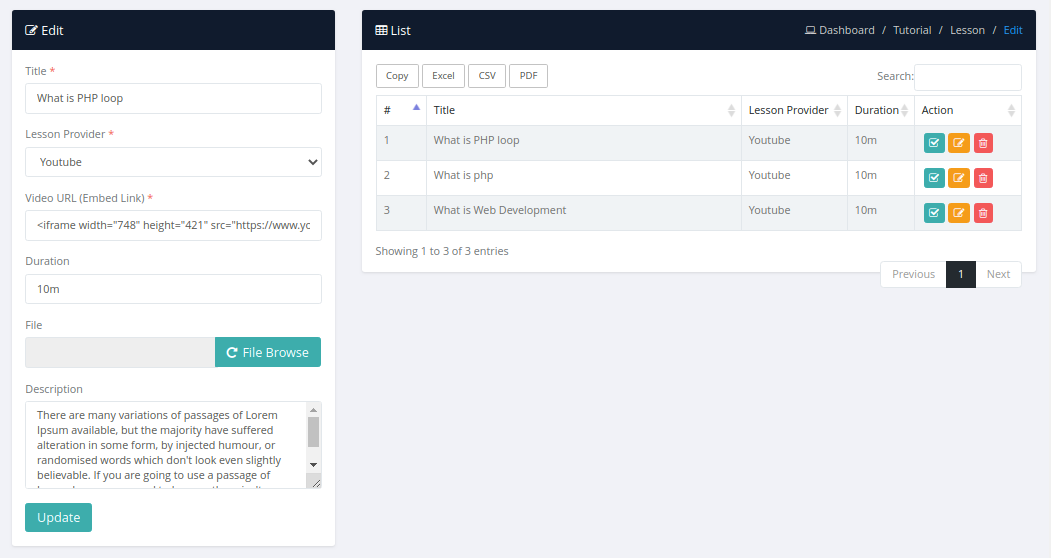 Edit
Title *
What is PHP loop
Lesson Provider *
Youtube
Video URL (Embed Link) *
<iframe width="748" height="421" src="https://www.yc
Duration
10m
File
File Browse
Description
There are many variations of passages of Lorem
Ipsum available, but the majority have suffered
alteration in some form, by injected humour, or
randomised words which don't look even slightly
believable. If you are going to use a passage of
Update
List
Dashboard / Tutorial / Lesson / Edit
Copy Excel CSV PDF
Search:
# Title Lesson Provider Duration Action
1 What is PHP loop Youtube 10m
2 What is php Youtube 10m
3 What is Web Development Youtube 10m
Showing 1 to 3 of 3 entries
Previous 1 Next